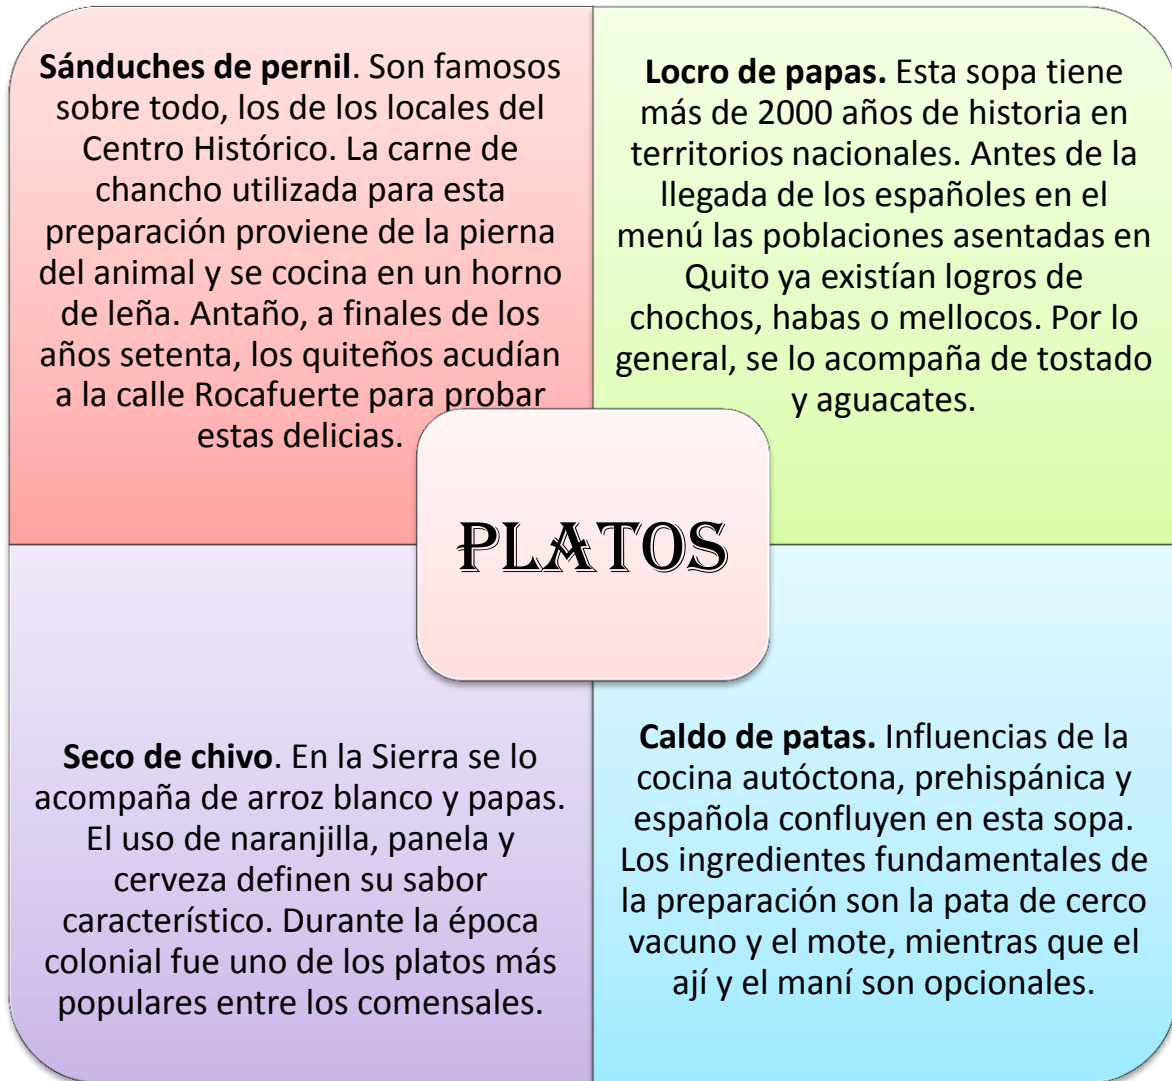 Sánduches de pernil. Son famosos
sobre todo, los de los locales del
Centro Histórico. La carne de
chancho utilizada para esta
preparación proviene de la pierna
del animal y se cocina en un horno
de leña. Antaño, a finales de los
años setenta, los quiteños acudían
a la calle Rocafuerte para probar
estas delicias.
Locro de papas. Esta sopa tiene
más de 2000 años de historia en
territorios nacionales. Antes de la
llegada de los españoles en el
menú las poblaciones asentadas en
Quito ya existían logros de
chochos, habas o mellocos. Por lo
general, se lo acompaña de tostado
y aguacates.
PLATOS
Seco de chivo. En la Sierra se lo
acompaña de arroz blanco y papas.
El uso de naranjilla, panela y
cerveza definen su sabor
característico. Durante la época
colonial fue uno de los platos más
populares entre los comensales.
Caldo de patas. Influencias de la
cocina autóctona, prehispánica y
española confluyen en esta sopa.
Los ingredientes fundamentales de
la preparación son la pata de cerco
vacuno y el mote, mientras que el
ají y el maní son opcionales.